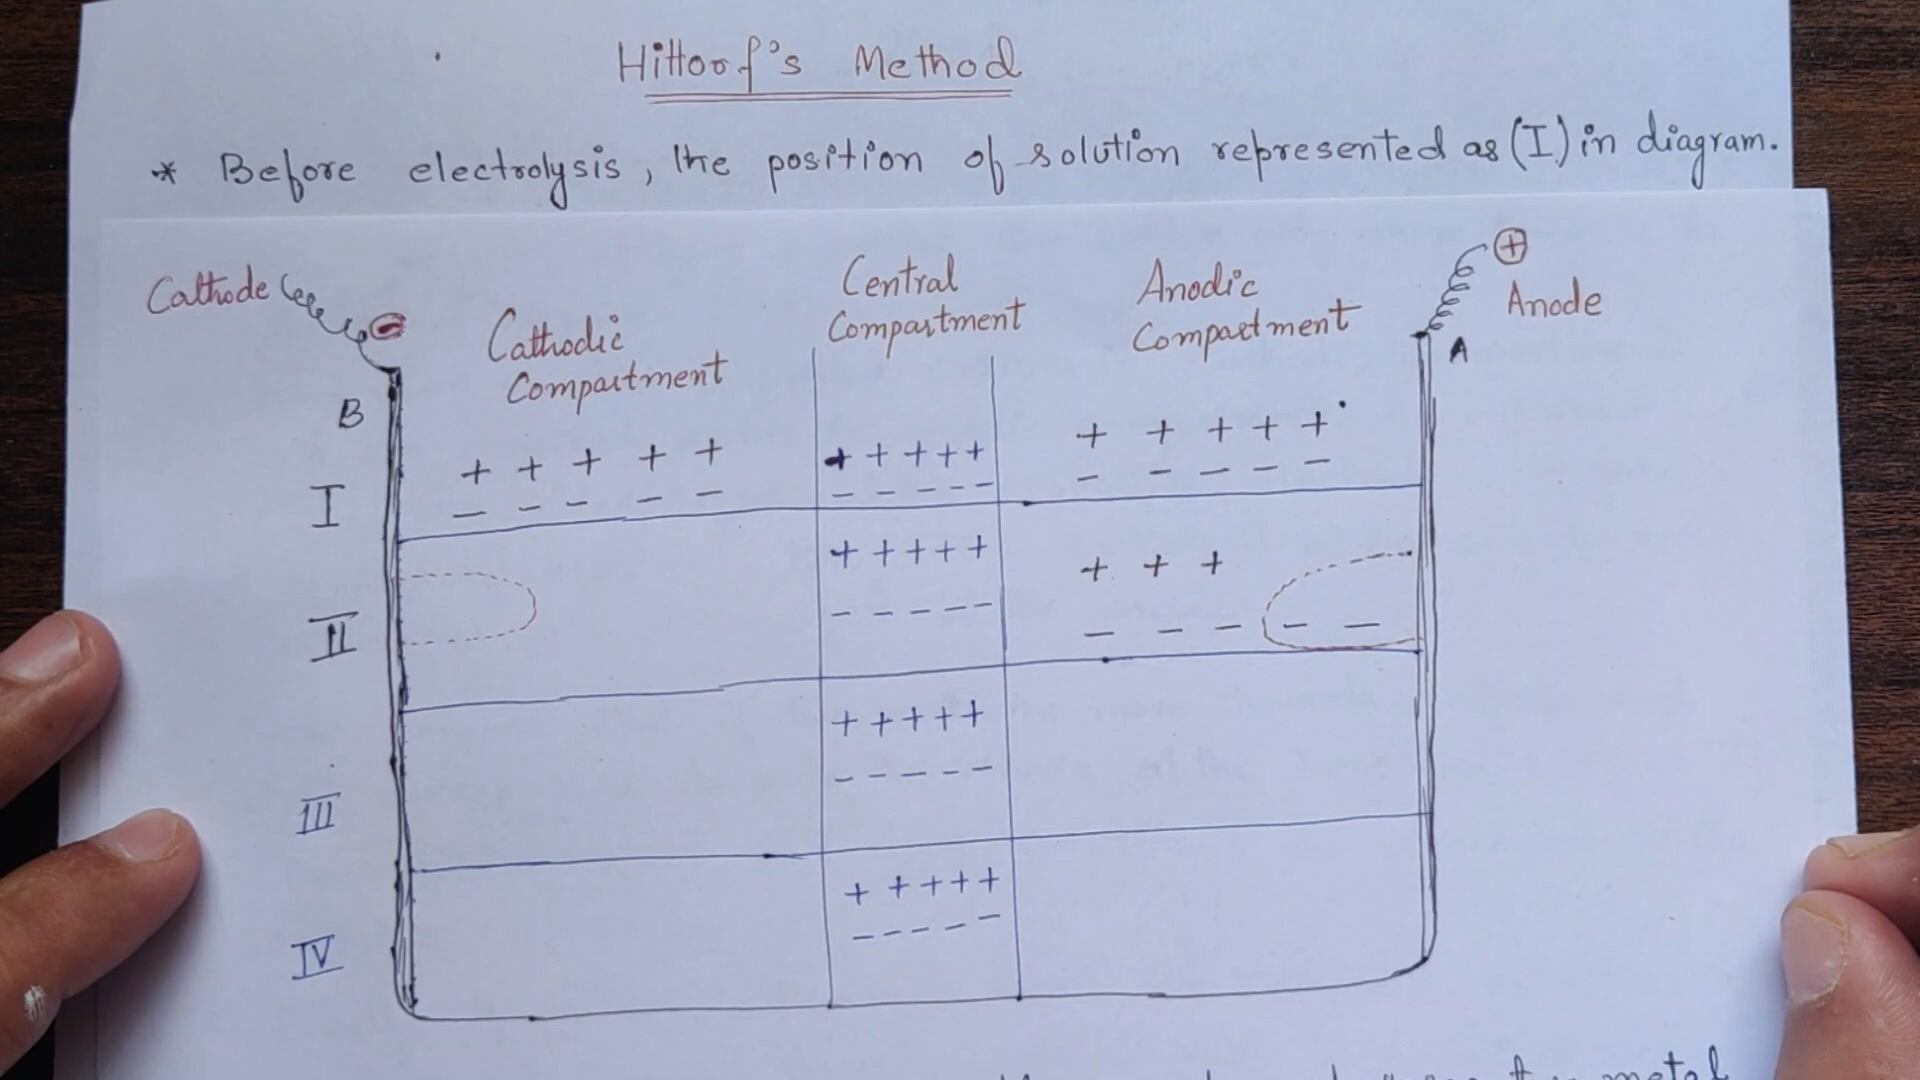 Hittorf's Method
* Before electrolysis, the position of solution represented as (I) in diagram.
Cathode
-
Cathodic
Compartment
Central
Compartment
Anodic
Compartment
+
Anode
A
B
I
+ + + + +
- - - - -
+ + + + +
- - - - -
+ + + + +
- - - - -
II
+ + + + +
- - - - -
+ + +
- - - - -
III
+ + + + +
- - - - -
IV
+ + + + +
- - - - -
metal